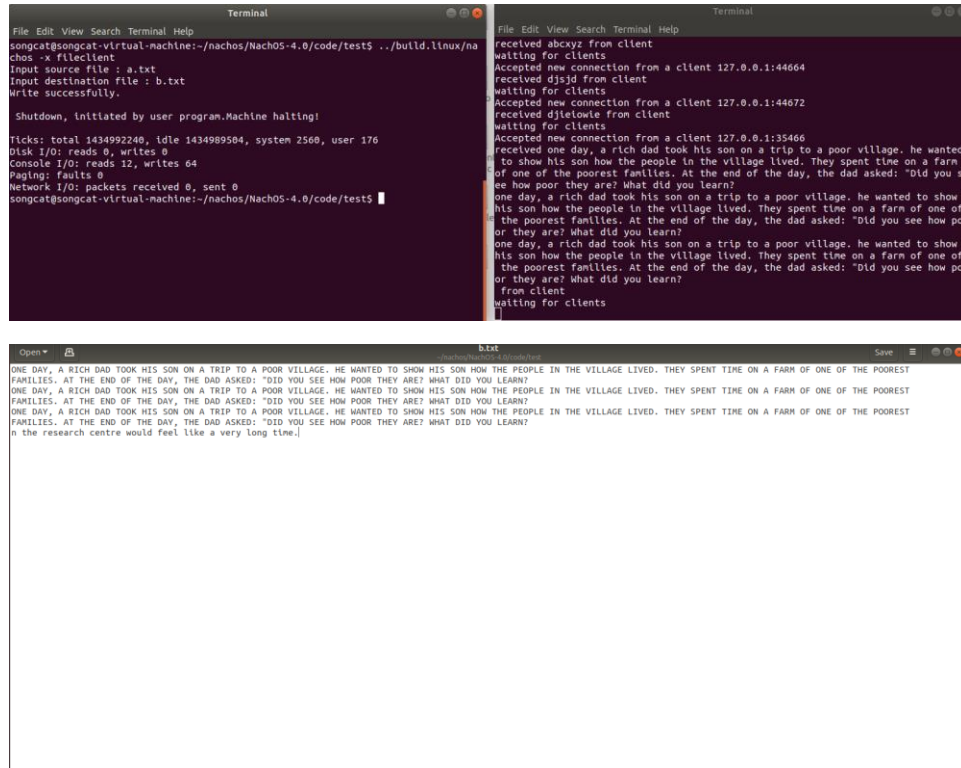 Terminal
File Edit View Search Terminal Help
songcat@songcat-virtual-machine:~/nachos/NachOS-4.0/code/test$ ../build.linux/na
chos -x fileclient
Input source file : a.txt
Input destination file : b.txt
Write successfully.
Shutdown, initiated by user program.Machine halting!
Ticks: total 1434992240, idle 1434989504, system 2560, user 176
Disk I/O: reads 0, writes 0
Console I/O: reads 12, writes 64
Paging: faults 0
Network I/O: packets received 0, sent 0
songcat@songcat-virtual-machine:~/nachos/NachOS-4.0/code/test$
Terminal
File Edit View Search Terminal Help
received abcxyz from client
waiting for clients
Accepted new connection from a client 127.0.0.1:44664
received djsjd from client
waiting for clients
Accepted new connection from a client 127.0.0.1:44672
received djieiowie from client
waiting for clients
Accepted new connection from a client 127.0.0.1:35466
received one day, a rich dad took his son on a trip to a poor village. he wanted
to show his son how the people in the village lived. They spent time on a farm
of one of the poorest families. At the end of the day, the dad asked: "Did you s
ee how poor they are? What did you learn?
one day, a rich dad took his son on a trip to a poor village. he wanted to show
his son how the people in the village lived. They spent time on a farm of one of
the poorest families. At the end of the day, the dad asked: "Did you see how po
or they are? What did you learn?
one day, a rich dad took his son on a trip to a poor village. he wanted to show
his son how the people in the village lived. They spent time on a farm of one of
the poorest families. At the end of the day, the dad asked: "Did you see how po
or they are? What did you learn?
from client
waiting for clients
Open
b.txt
~/nachos/NachOS-4.0/code/test
Save
ONE DAY, A RICH DAD TOOK HIS SON ON A TRIP TO A POOR VILLAGE. HE WANTED TO SHOW HIS SON HOW THE PEOPLE IN THE VILLAGE LIVED. THEY SPENT TIME ON A FARM OF ONE OF THE POOREST
FAMILIES. AT THE END OF THE DAY, THE DAD ASKED: "DID YOU SEE HOW POOR THEY ARE? WHAT DID YOU LEARN?
ONE DAY, A RICH DAD TOOK HIS SON ON A TRIP TO A POOR VILLAGE. HE WANTED TO SHOW HIS SON HOW THE PEOPLE IN THE VILLAGE LIVED. THEY SPENT TIME ON A FARM OF ONE OF THE POOREST
FAMILIES. AT THE END OF THE DAY, THE DAD ASKED: "DID YOU SEE HOW POOR THEY ARE? WHAT DID YOU LEARN?
ONE DAY, A RICH DAD TOOK HIS SON ON A TRIP TO A POOR VILLAGE. HE WANTED TO SHOW HIS SON HOW THE PEOPLE IN THE VILLAGE LIVED. THEY SPENT TIME ON A FARM OF ONE OF THE POOREST
FAMILIES. AT THE END OF THE DAY, THE DAD ASKED: "DID YOU SEE HOW POOR THEY ARE? WHAT DID YOU LEARN?
n the research centre would feel like a very long time.